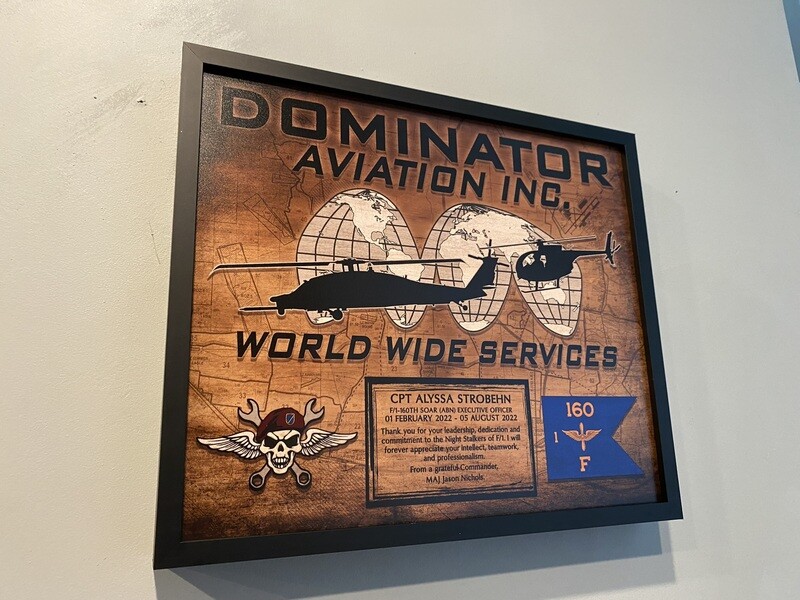 DOMINATOR
AVIATION INC.
WORLD WIDE SERVICES
CPT ALYSSA STROBEHN
F/1-160TH SOAR (ABN) EXECUTIVE OFFICER
01 FEBRUARY 2022 - 05 AUGUST 2022
Thank you for your leadership, dedication and
commitment to the Night Stalkers of F/1. I will
forever appreciate your intellect, teamwork,
and professionalism.
From a grateful Commander,
MAJ Jason Nichols
160
1
F